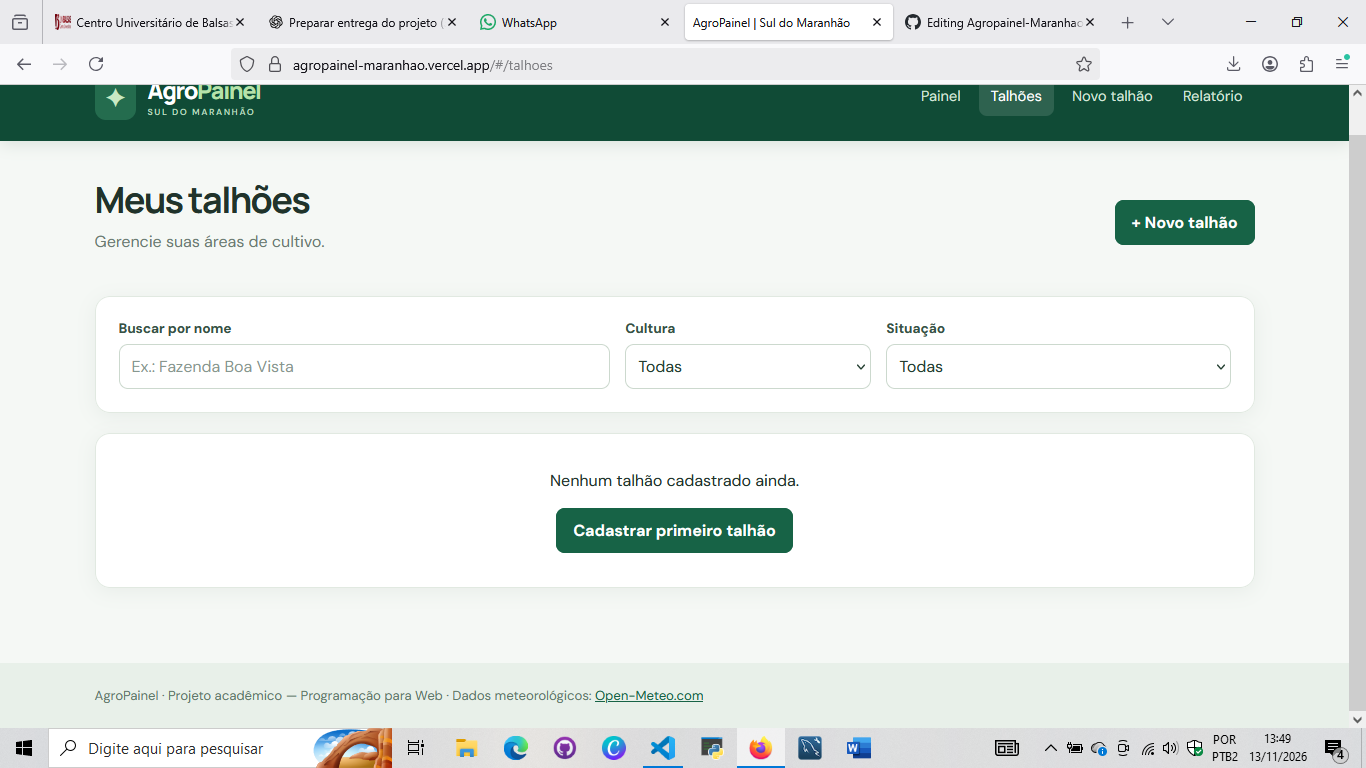 Centro Universitário de Balsas
Preparar entrega do projeto (
WhatsApp
AgroPainel | Sul do Maranhão
Editing Agropainel-Maranhao
agropainel-maranhao.vercel.app/#/talhoes
AgroPainel
SUL DO MARANHÃO
Painel
Talhões
Novo talhão
Relatório
Meus talhões
Gerencie suas áreas de cultivo.
+ Novo talhão
Buscar por nome
Cultura
Situação
Ex.: Fazenda Boa Vista
Todas
Todas
Nenhum talhão cadastrado ainda.
Cadastrar primeiro talhão
AgroPainel · Projeto acadêmico — Programação para Web · Dados meteorológicos: Open-Meteo.com
Digite aqui para pesquisar
POR
PTB2
13:49
13/11/2026
4